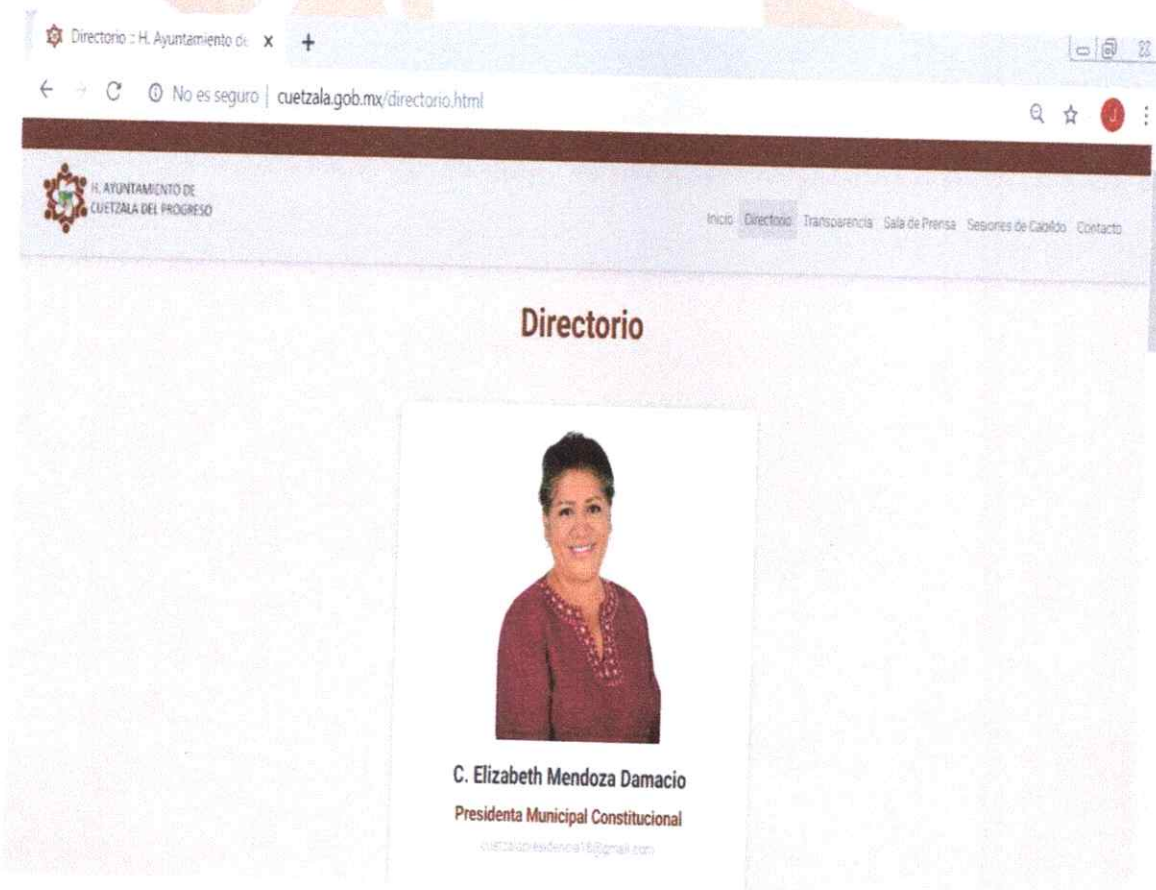 Directorio :: H. Ayuntamiento de
No es seguro | cuetzala.gob.mx/directorio.html
J
H. AYUNTAMIENTO DE
CUETZALA DEL PROGRESO
Inicio Directorio Transparencia Sala de Prensa Sesiones de Cabildo Contacto
Directorio
C. Elizabeth Mendoza Damacio
Presidenta Municipal Constitucional